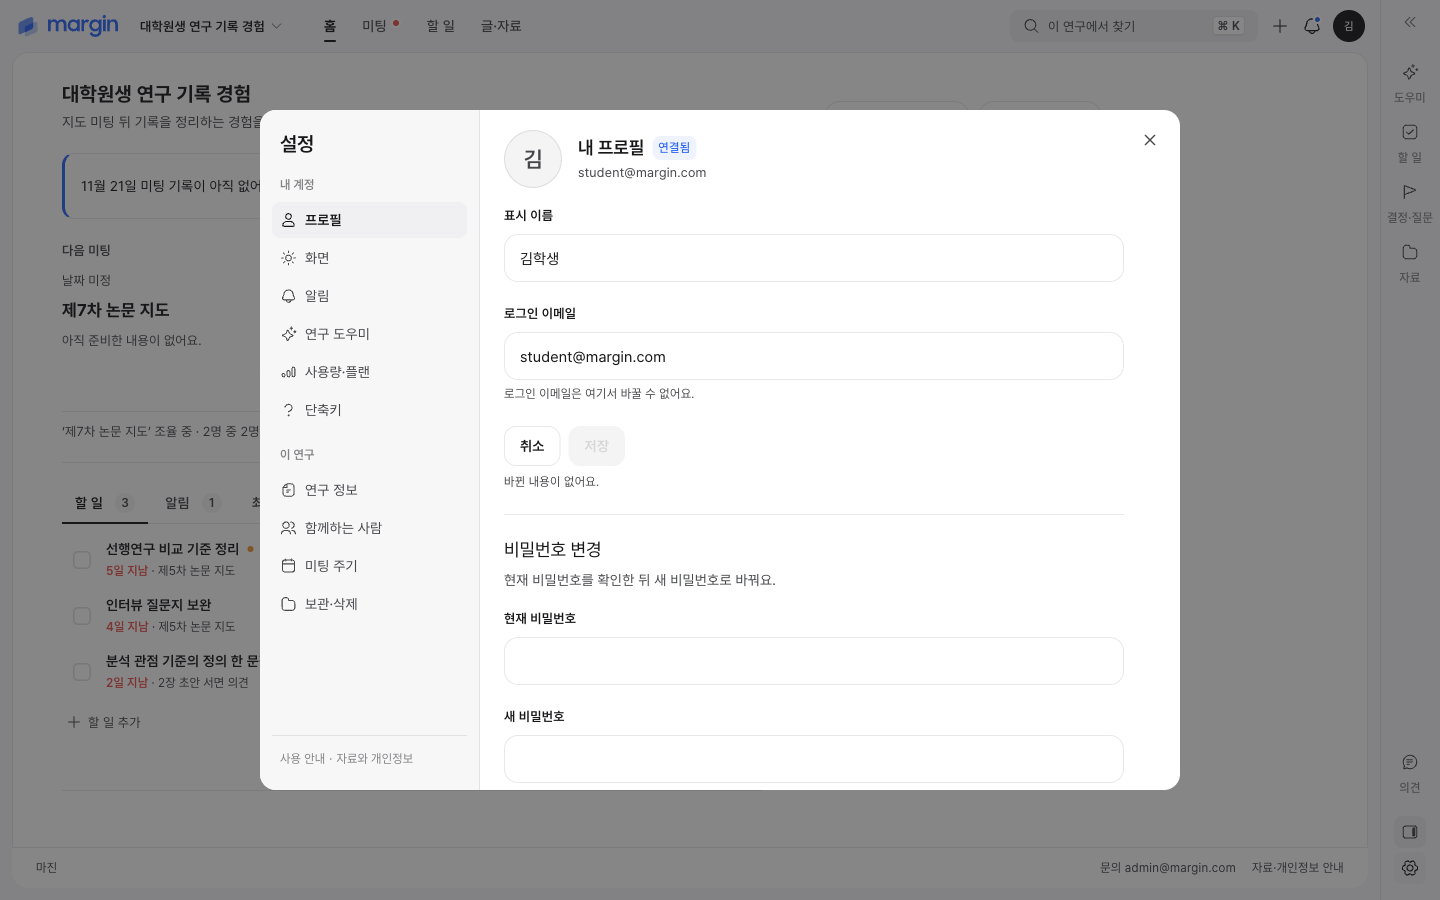 margin
대학원생 연구 기록 경험
홈
미팅
할 일
글·자료
이 연구에서 찾기
⌘ K
김
대학원생 연구 기록 경험
지도 미팅 뒤 기록을 정리하는 경험을
11월 21일 미팅 기록이 아직 없어
다음 미팅
날짜 미정
제7차 논문 지도
아직 준비한 내용이 없어요.
'제7차 논문 지도' 조율 중 · 2명 중 2명
할 일 3
알림 1
선행연구 비교 기준 정리
5일 지남 · 제5차 논문 지도
인터뷰 질문지 보완
4일 지남 · 제5차 논문 지도
분석 관점 기준의 정의 한 문
2일 지남 · 2장 초안 서면 의견
할 일 추가
설정
내 계정
프로필
화면
알림
연구 도우미
사용량·플랜
단축키
이 연구
연구 정보
함께하는 사람
미팅 주기
보관·삭제
사용 안내 · 자료와 개인정보
김
내 프로필
연결됨
student@margin.com
표시 이름
김학생
로그인 이메일
student@margin.com
로그인 이메일은 여기서 바꿀 수 없어요.
취소
저장
바뀐 내용이 없어요.
비밀번호 변경
현재 비밀번호를 확인한 뒤 새 비밀번호로 바꿔요.
현재 비밀번호
새 비밀번호
도우미
할 일
결정·질문
자료
의견
마진
문의 admin@margin.com
자료·개인정보 안내